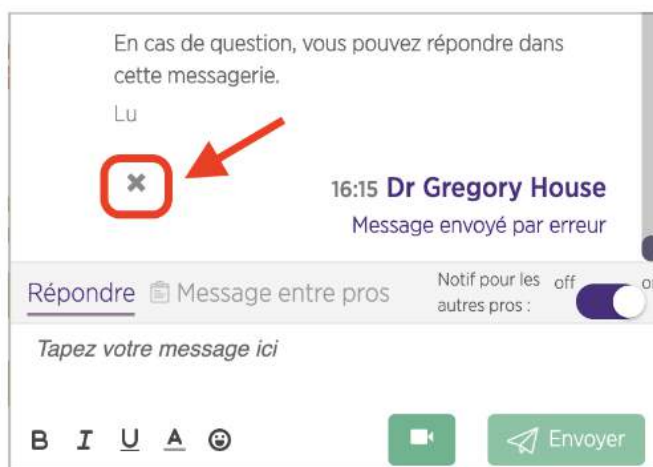 En cas de question, vous pouvez répondre dans
cette messagerie.
Lu
16:15 Dr Gregory House
Message envoyé par erreur
Répondre Message entre pros Notif pour les off
autres pros :
Tapez votre message ici
B I U A
Envoyer